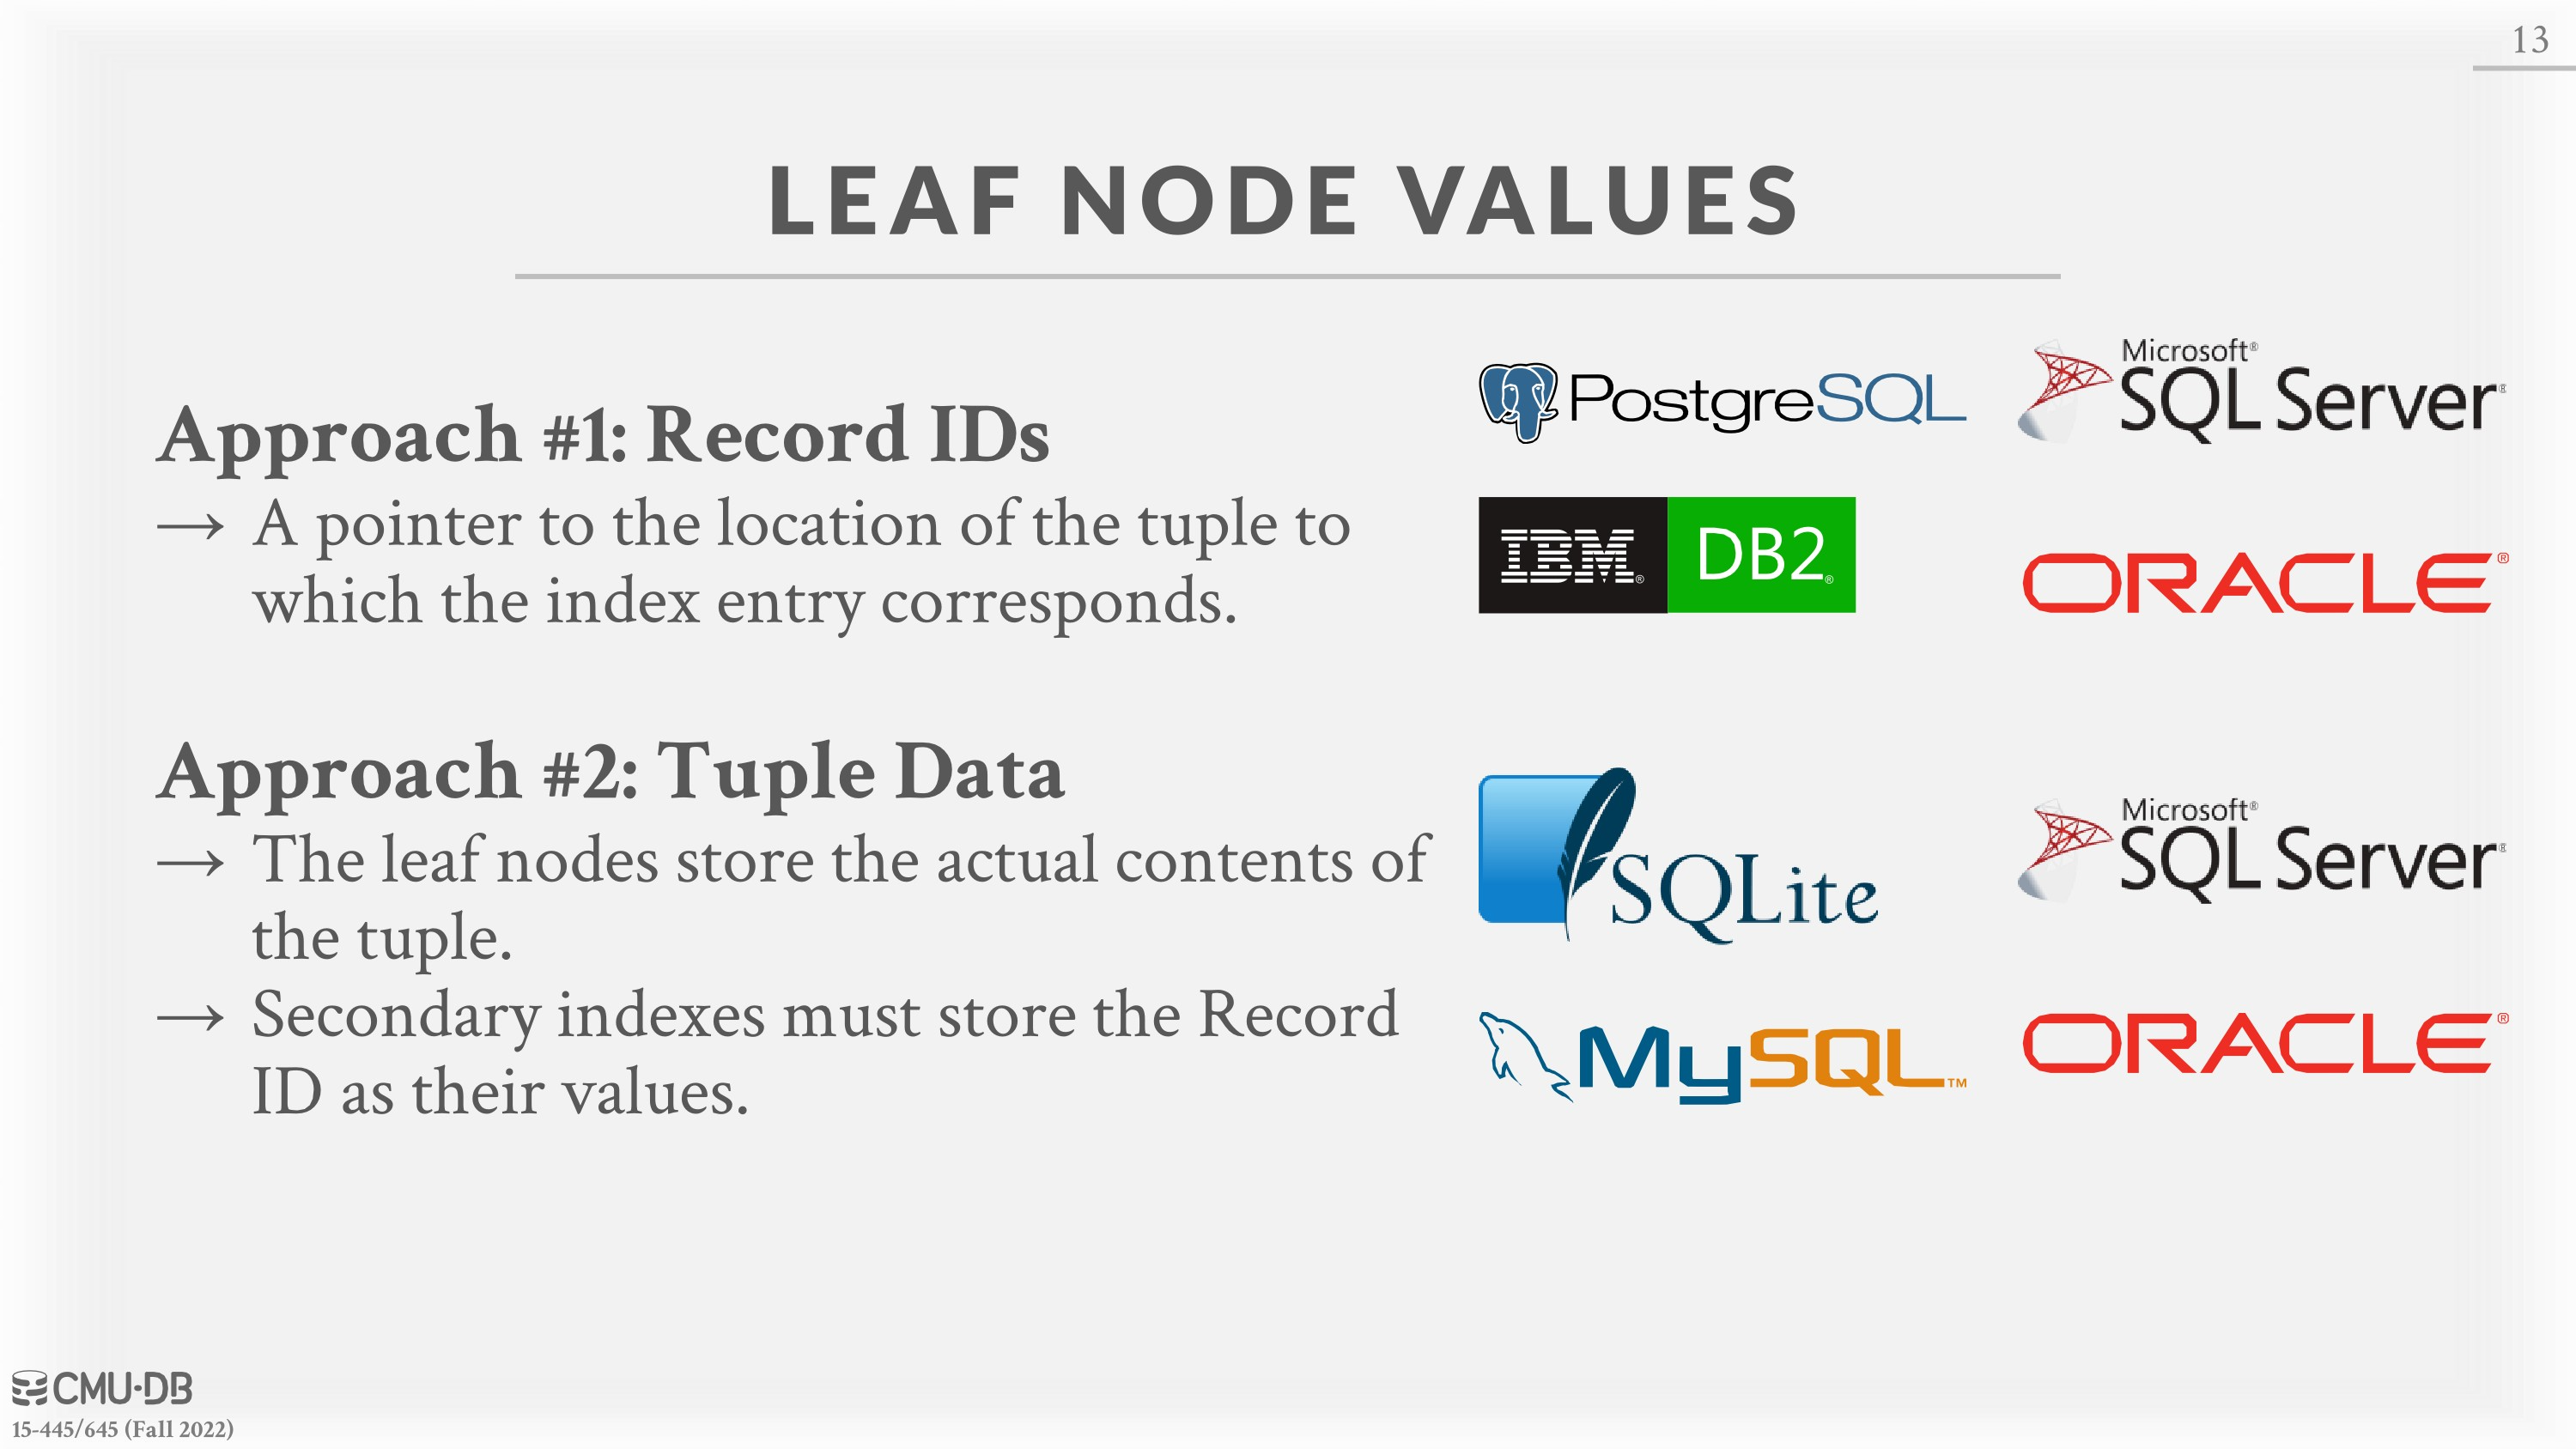 13
LEAF NODE VALUES
Approach #1: Record IDs
→ A pointer to the location of the tuple to
which the index entry corresponds.
PostgreSQL
Microsoft®
SQL Server®
IBM® DB2®
ORACLE®
Approach #2: Tuple Data
→ The leaf nodes store the actual contents of
the tuple.
→ Secondary indexes must store the Record
ID as their values.
SQLite
Microsoft®
SQL Server®
MySQL™
ORACLE®
CMU·DB
15-445/645 (Fall 2022)